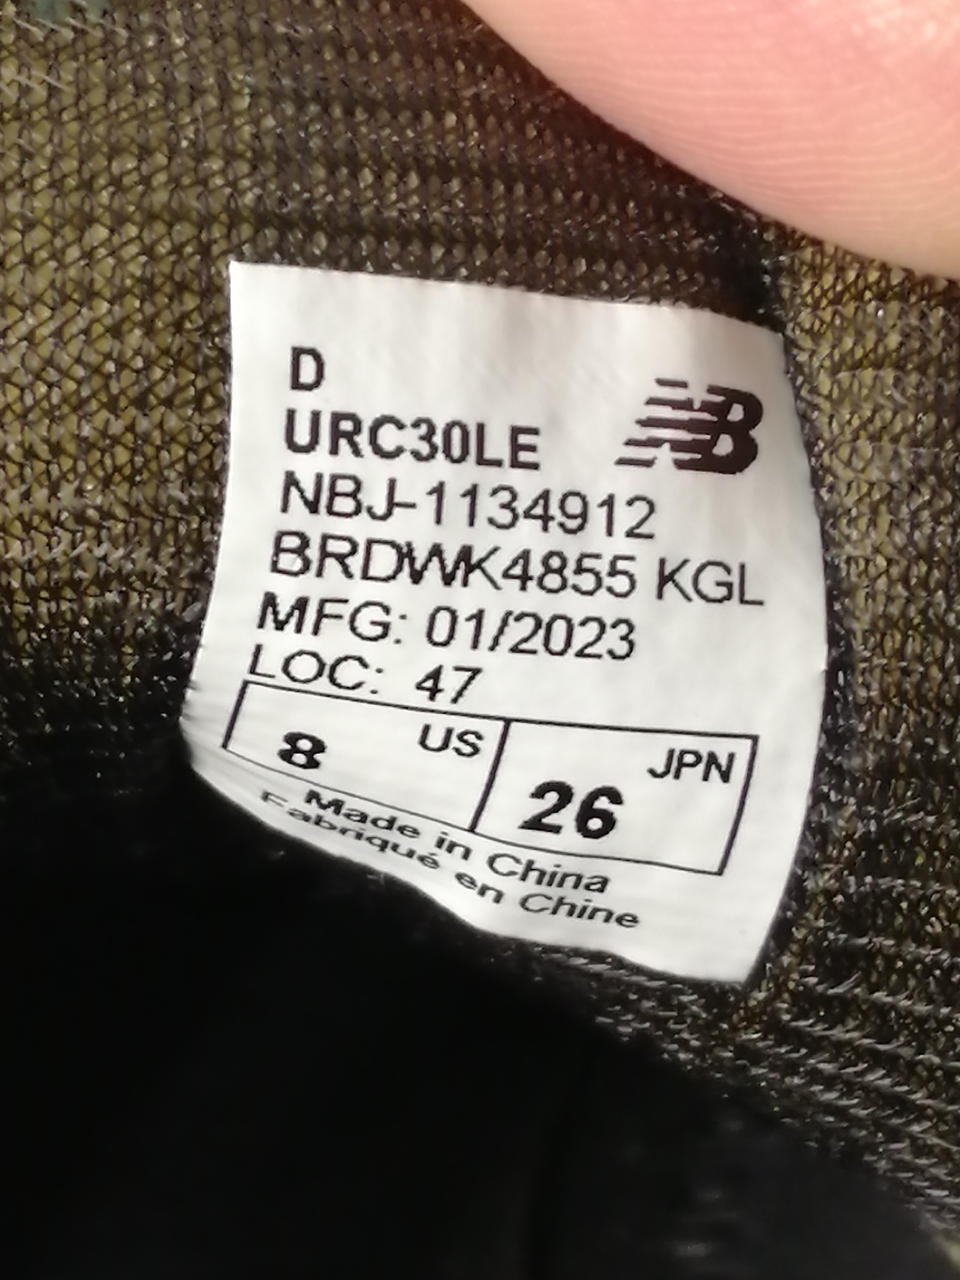 D
URC30LE
NB
NBJ-1134912
BRDWK4855 KGL
MFG: 01/2023
LOC: 47
8 US
26 JPN
Made in China
Fabriqué en Chine